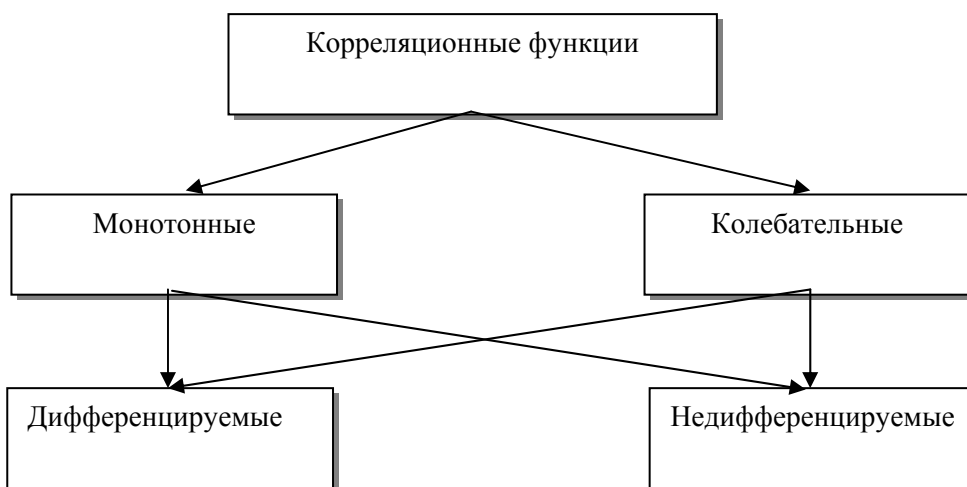 Корреляционные функции
Монотонные
Колебательные
Дифференцируемые
Недифференцируемые